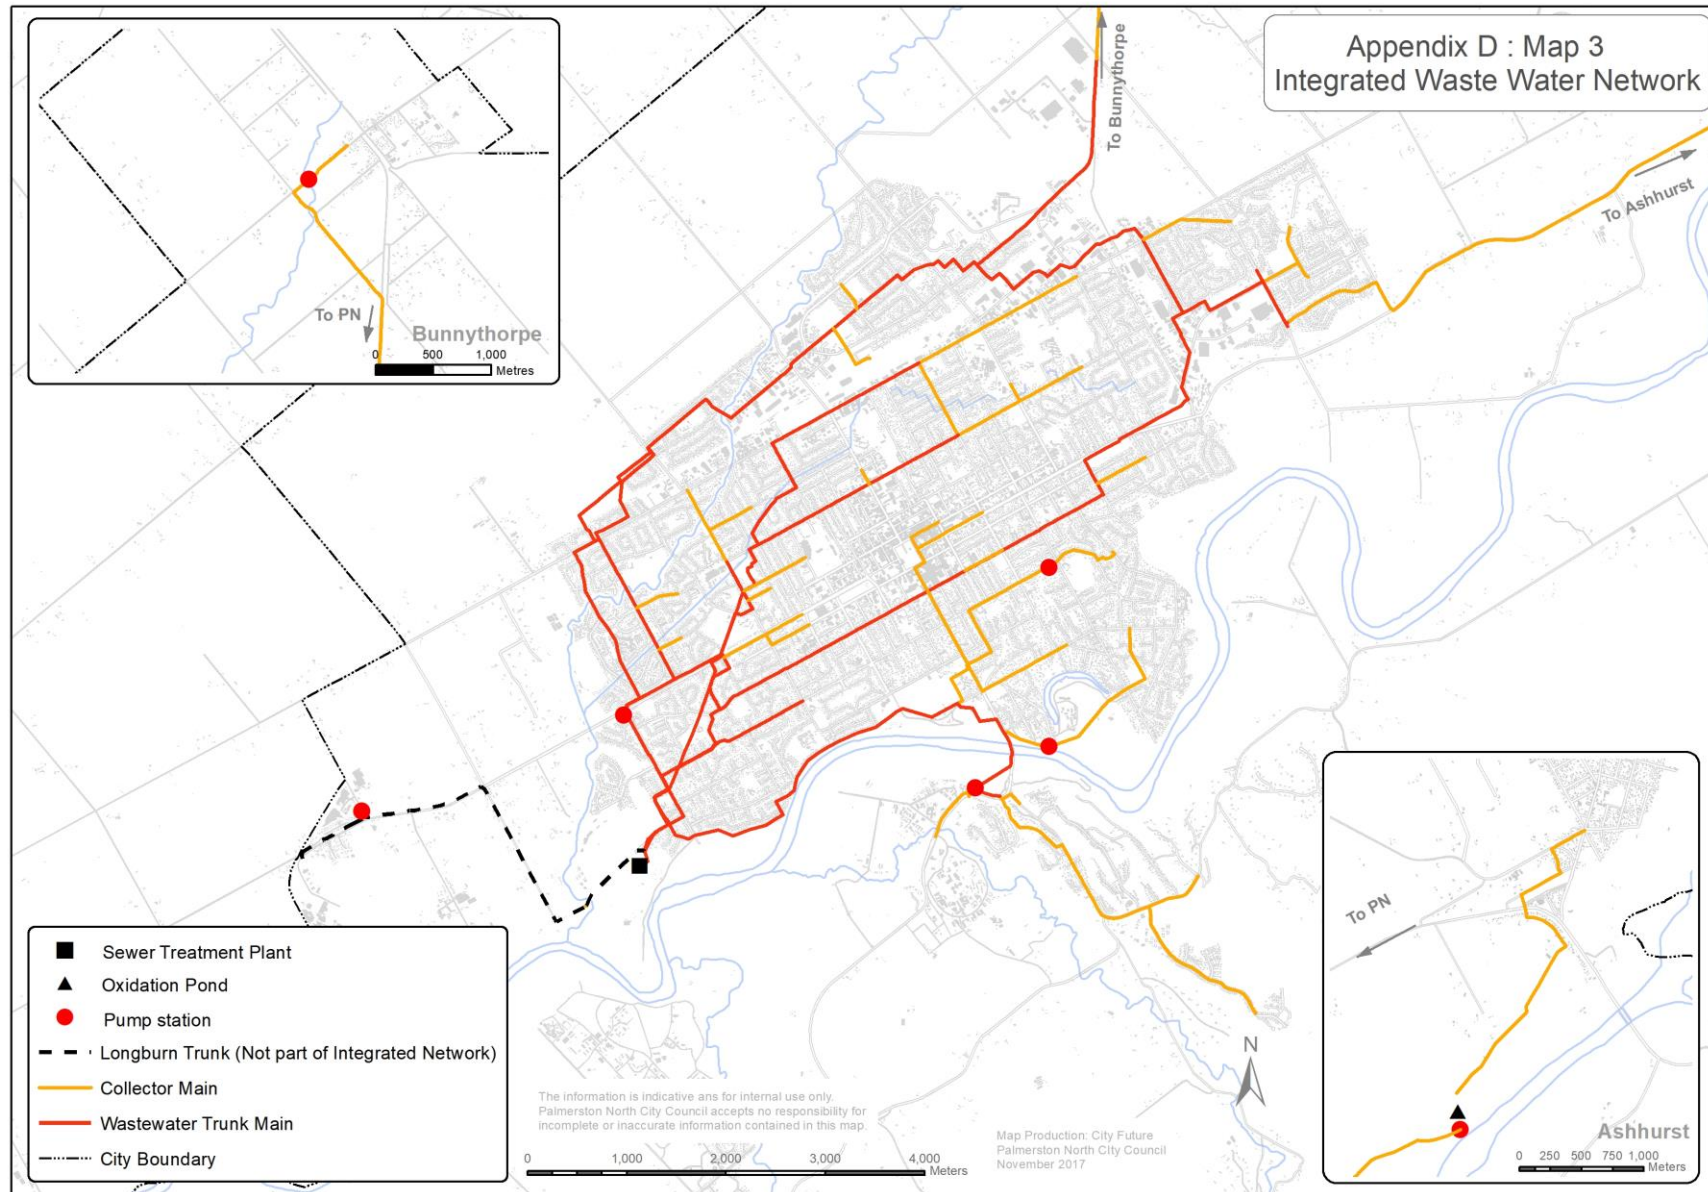 Appendix D : Map 3
Integrated Waste Water Network
To Bunnythorpe
To Ashhurst
To PN
Bunnythorpe
0 500 1,000
Metres
Sewer Treatment Plant
Oxidation Pond
Pump station
Longburn Trunk (Not part of Integrated Network)
Collector Main
Wastewater Trunk Main
City Boundary
The information is indicative ans for internal use only.
Palmerston North City Council accepts no responsibility for
incomplete or inaccurate information contained in this map.
0 1,000 2,000 3,000 4,000
Meters
Map Production: City Future
Palmerston North CIty Council
November 2017
N
To PN
Ashhurst
0 250 500 750 1,000
Meters